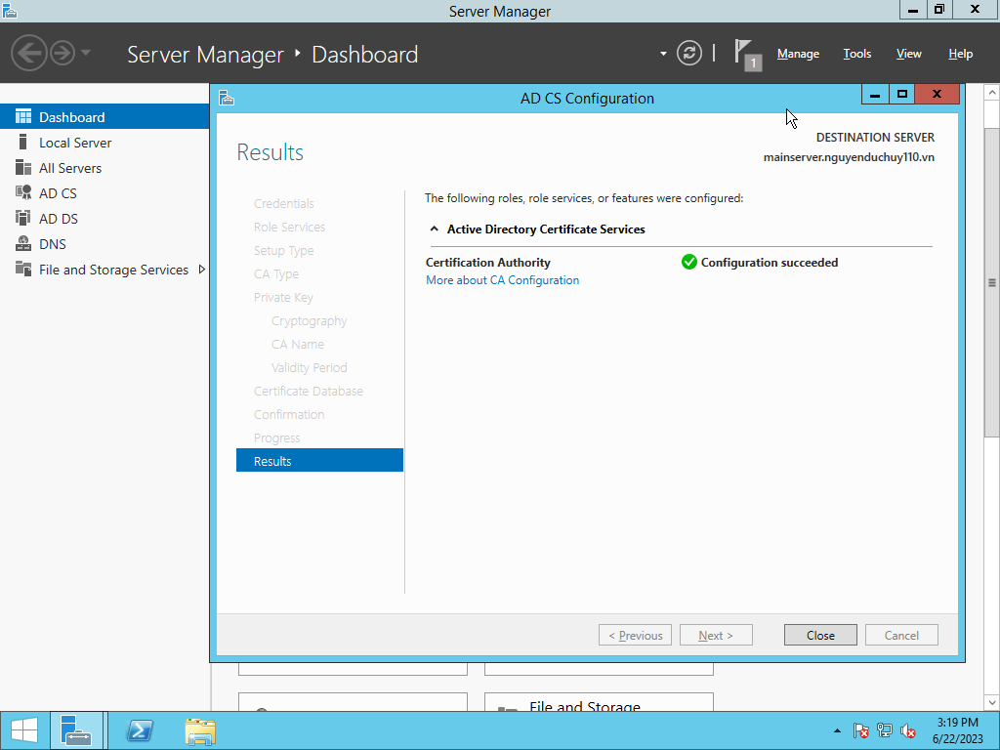 Server Manager
Server Manager
Dashboard
1
Manage
Tools
View
Help
Dashboard
Local Server
All Servers
AD CS
AD DS
DNS
File and Storage Services
AD CS Configuration
Results
DESTINATION SERVER
mainserver.nguyenduchuy110.vn
Credentials
Role Services
Setup Type
CA Type
Private Key
Cryptography
CA Name
Validity Period
Certificate Database
Confirmation
Progress
Results
The following roles, role services, or features were configured:
Active Directory Certificate Services
Certification Authority
Configuration succeeded
More about CA Configuration
< Previous
Next >
Close
Cancel
File and Storage
3:19 PM
6/22/2023